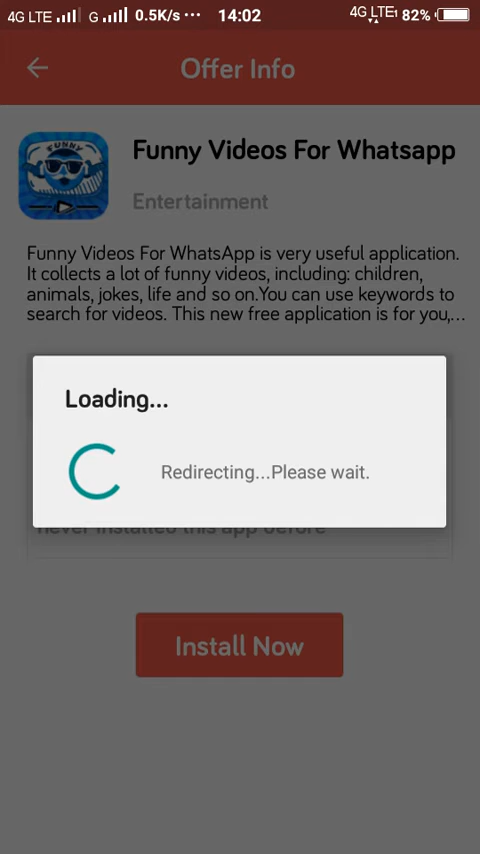 4G LTE G 0.5K/s ... 14:02 4G LTE1 82%
Offer Info
FUNNY
Funny Videos For Whatsapp
Entertainment
Funny Videos For WhatsApp is very useful application.
It collects a lot of funny videos, including: children,
animals, jokes, life and so on.You can use keywords to
search for videos. This new free application is for you,...
Loading...
Redirecting...Please wait.
never installed this app before
Install Now